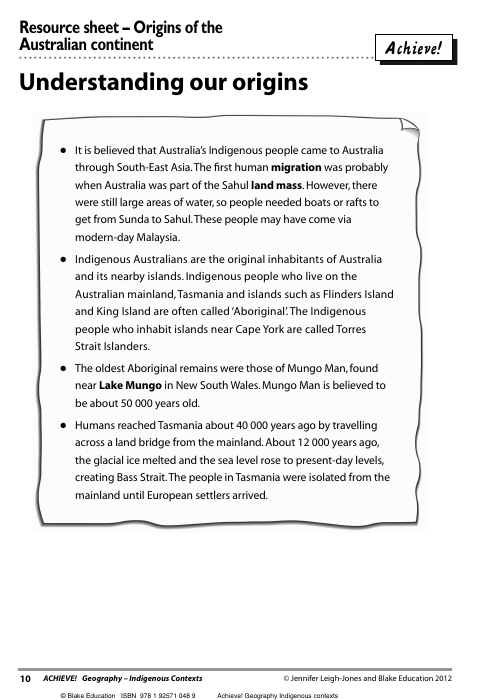 Resource sheet – Origins of the
Australian continent
Achieve!
Understanding our origins
● It is believed that Australia's Indigenous people came to Australia
through South-East Asia. The first human migration was probably
when Australia was part of the Sahul land mass. However, there
were still large areas of water, so people needed boats or rafts to
get from Sunda to Sahul. These people may have come via
modern-day Malaysia.
● Indigenous Australians are the original inhabitants of Australia
and its nearby islands. Indigenous people who live on the
Australian mainland, Tasmania and islands such as Flinders Island
and King Island are often called 'Aboriginal'. The Indigenous
people who inhabit islands near Cape York are called Torres
Strait Islanders.
● The oldest Aboriginal remains were those of Mungo Man, found
near Lake Mungo in New South Wales. Mungo Man is believed to
be about 50 000 years old.
● Humans reached Tasmania about 40 000 years ago by travelling
across a land bridge from the mainland. About 12 000 years ago,
the glacial ice melted and the sea level rose to present-day levels,
creating Bass Strait. The people in Tasmania were isolated from the
mainland until European settlers arrived.
10 ACHIEVE! Geography – Indigenous Contexts © Jennifer Leigh-Jones and Blake Education 2012
© Blake Education ISBN 978 1 92571 048 9 Achieve! Geography Indigenous contexts